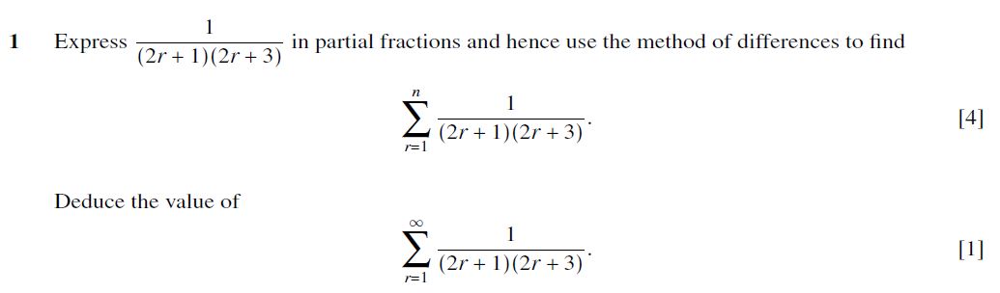 1 Express \frac{1}{(2r + 1)(2r + 3)} in partial fractions and hence use the method of differences to find
\sum_{r=1}^{n} \frac{1}{(2r + 1)(2r + 3)}. [4]
Deduce the value of
\sum_{r=1}^{\infty} \frac{1}{(2r + 1)(2r + 3)}. [1]